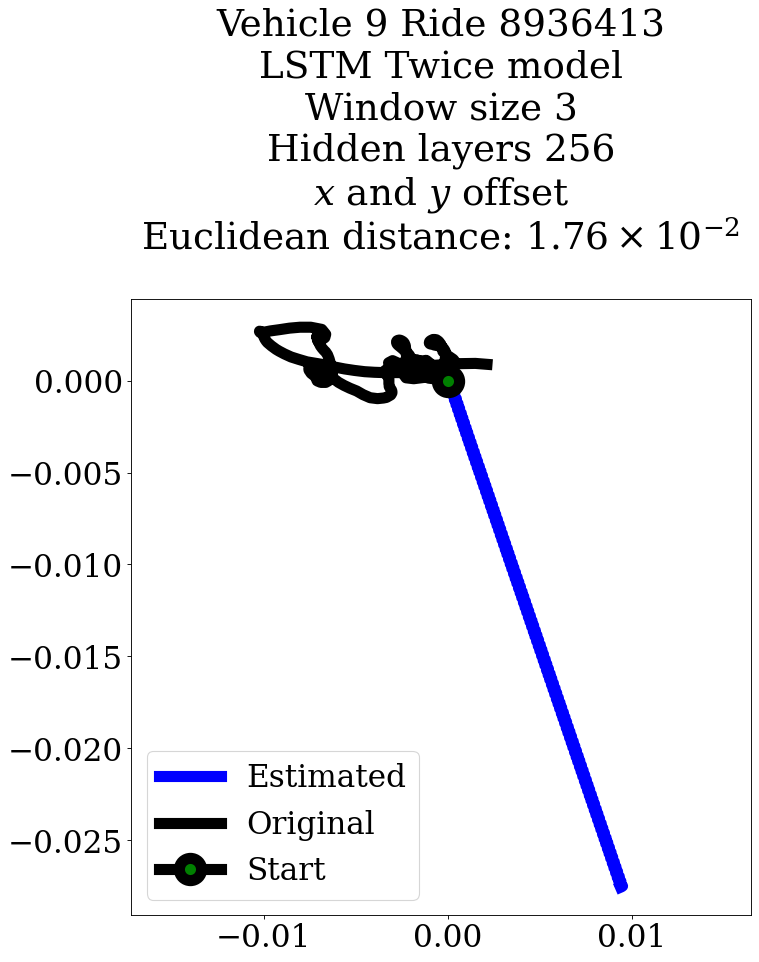 Vehicle 9 Ride 8936413
LSTM Twice model
Window size 3
Hidden layers 256
x and y offset
Euclidean distance: 1.76 × 10⁻²
0.000
−0.005
−0.010
−0.015
−0.020
−0.025
Estimated
Original
Start
−0.01 0.00 0.01